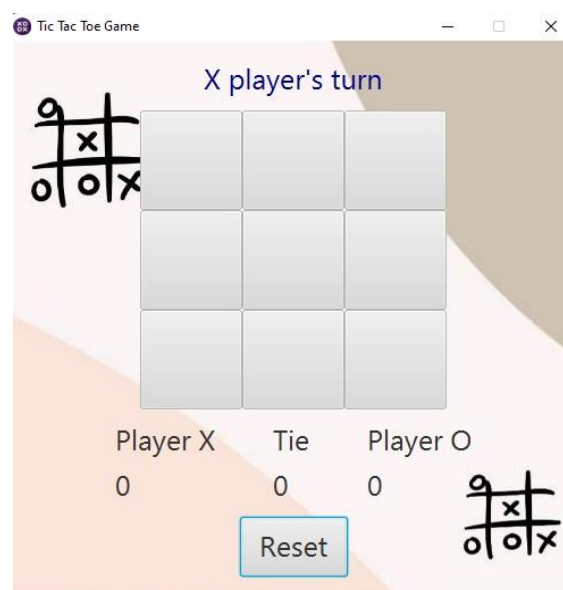 Tic Tac Toe Game
X player's turn
O
X
O O X
Player X Tie Player O
0 0 0
O
X
O O X
Reset